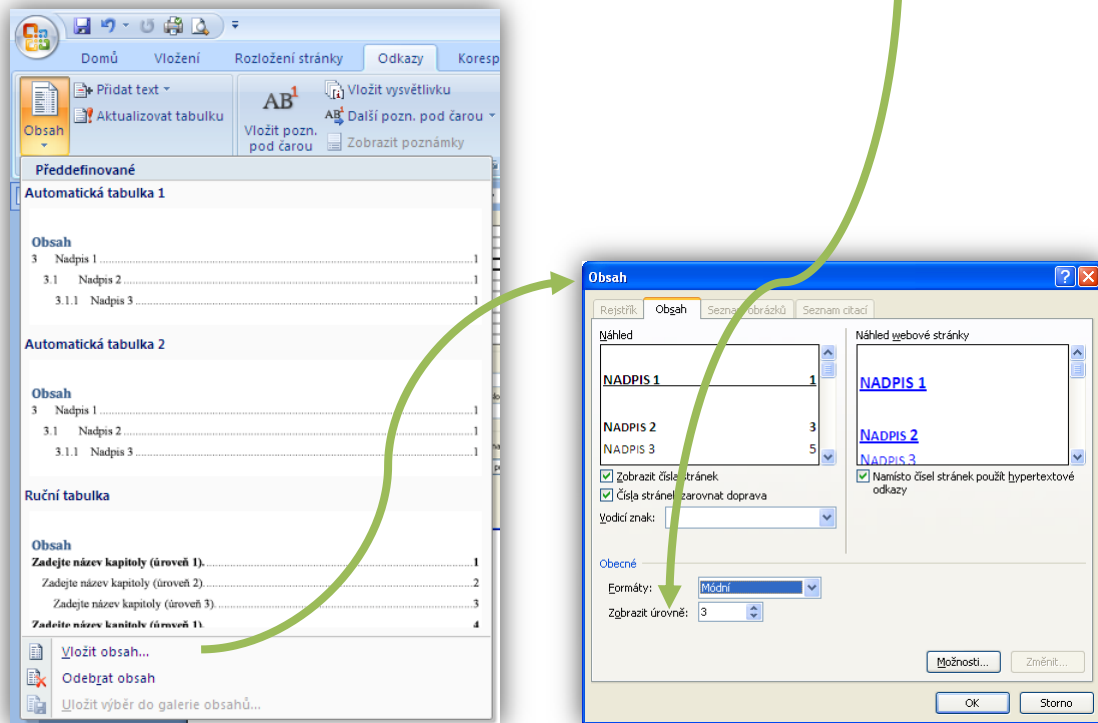 Domů Vložení Rozložení stránky Odkazy Koresp
Přidat text
Aktualizovat tabulku
Obsah
AB1
Vložit pozn.
pod čarou
Vložit vysvětlivku
AB1 Další pozn. pod čarou
Zobrazit poznámky
Předdefinované
Automatická tabulka 1
Obsah
3 Nadpis 1 1
3.1 Nadpis 2 1
3.1.1 Nadpis 3 1
Automatická tabulka 2
Obsah
3 Nadpis 1 1
3.1 Nadpis 2 1
3.1.1 Nadpis 3 1
Ruční tabulka
Obsah
Zadejte název kapitoly (úroveň 1). 1
Zadejte název kapitoly (úroveň 2) 2
Zadejte název kapitoly (úroveň 3). 3
Zadejte název kapitoly (úroveň 1). 4
Vložit obsah...
Odebrat obsah
Uložit výběr do galerie obsahů...
Obsah
Rejstřík Obsah Seznam obrázků Seznam citací
Náhled
NADPIS 1 1
NADPIS 2 3
NADPIS 3 5
Zobrazit čísla stránek
Čísla stránek zarovnat doprava
Vodicí znak:
Náhled webové stránky
NADPIS 1
NADPIS 2
NADPIS 3
Namísto čísel stránek použít hypertextové
odkazy
Obecné
Formáty: Módní
Zobrazit úrovně: 3
Možnosti... Změnit...
OK Storno